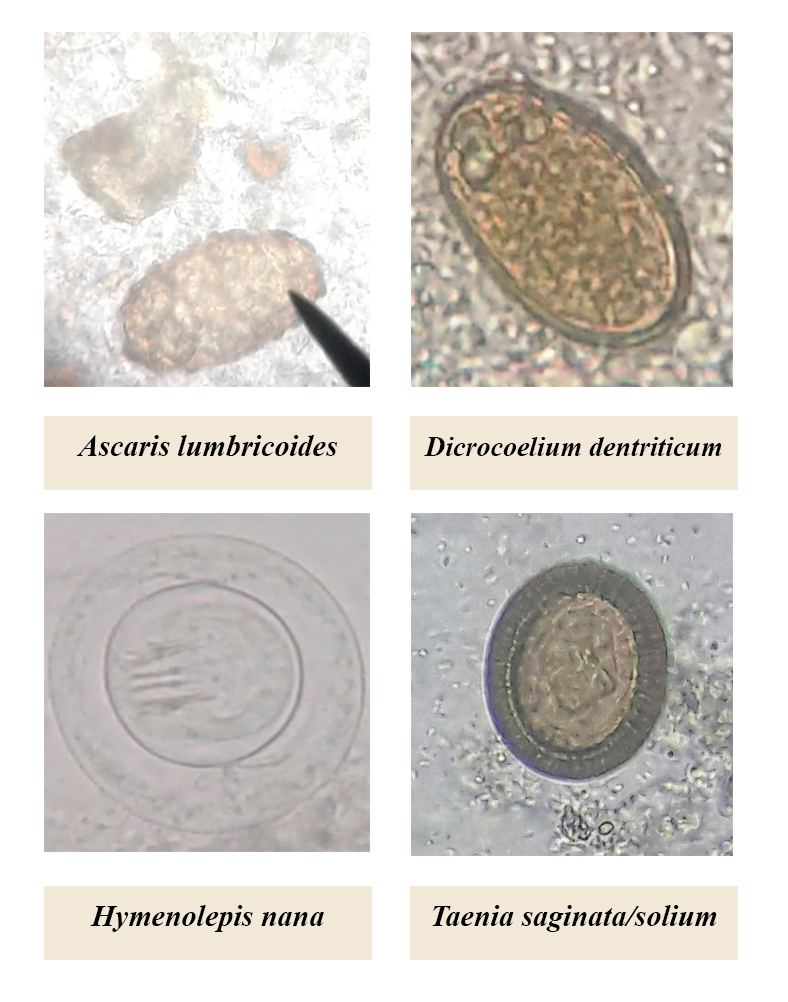 Ascaris lumbricoides
Dicrocoelium dentriticum
Hymenolepis nana
Taenia saginata/solium